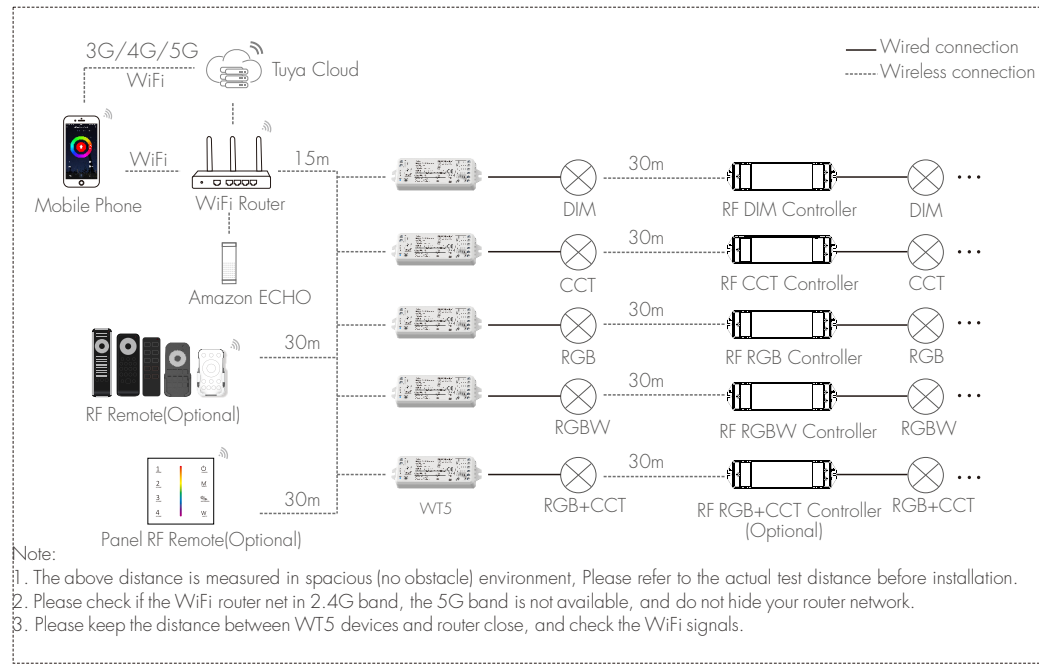 3G/4G/5G
WiFi
Tuya Cloud
Wired connection
Wireless connection
WiFi
15m
Mobile Phone
WiFi Router
30m
DIM
RF DIM Controller
DIM
30m
CCT
RF CCT Controller
CCT
Amazon ECHO
30m
RGB
RF RGB Controller
RGB
30m
RF Remote(Optional)
30m
RGBW
RF RGBW Controller
RGBW
1
2
3
4
M
W
30m
Panel RF Remote(Optional)
WT5
30m
RGB+CCT
RF RGB+CCT Controller
(Optional)
RGB+CCT
Note:
1. The above distance is measured in spacious (no obstacle) environment, Please refer to the actual test distance before installation.
2. Please check if the WiFi router net in 2.4G band, the 5G band is not available, and do not hide your router network.
3. Please keep the distance between WT5 devices and router close, and check the WiFi signals.